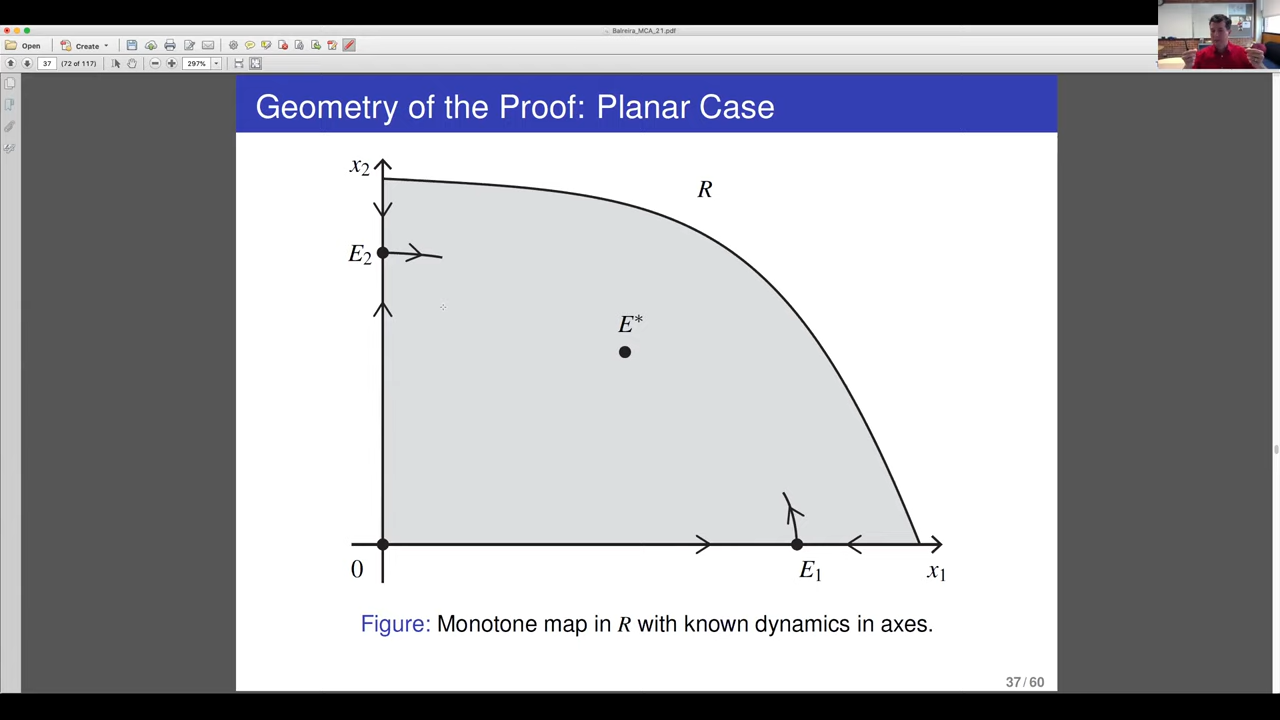 Balreira_MCA_21.pdf
Open
Create
37
(72 of 117)
297%
Geometry of the Proof: Planar Case
x₂
R
E₂
E*
0
E₁
x₁
Figure: Monotone map in R with known dynamics in axes.
37 / 60